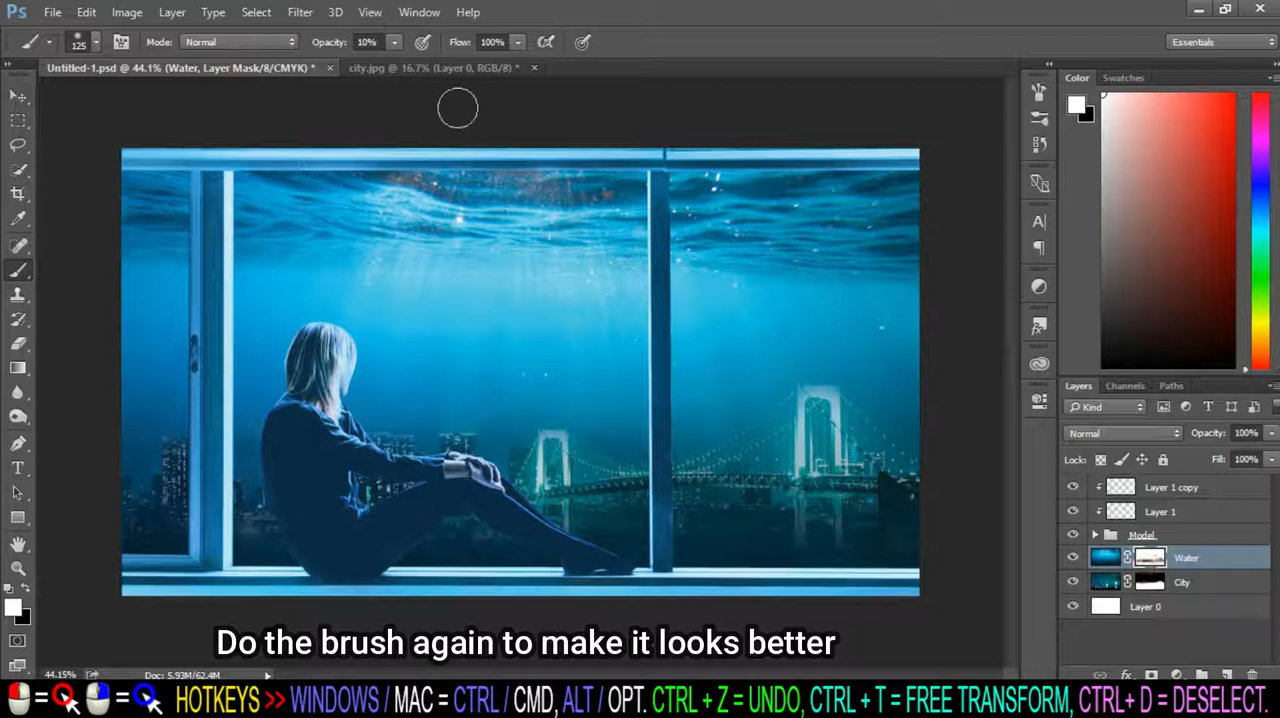 Ps File Edit Image Layer Type Select Filter 3D View Window Help
125 Mode: Normal Opacity: 10% Flow: 100% Essentials
Untitled-1.psd @ 44.1% (Water, Layer Mask/8/CMYK) * × city.jpg @ 16.7% (Layer 0, RGB/8) * ×
Color Swatches
Layers Channels Paths
Kind
Normal Opacity: 100%
Lock: Fill: 100%
Layer 1 copy
Layer 1
Model
Water
City
Layer 0
Do the brush again to make it looks better
44.15% Doc: 5.93M/62.4M
= = HOTKEYS >> WINDOWS / MAC = CTRL / CMD, ALT / OPT. CTRL + Z = UNDO, CTRL + T = FREE TRANSFORM, CTRL+ D = DESELECT.